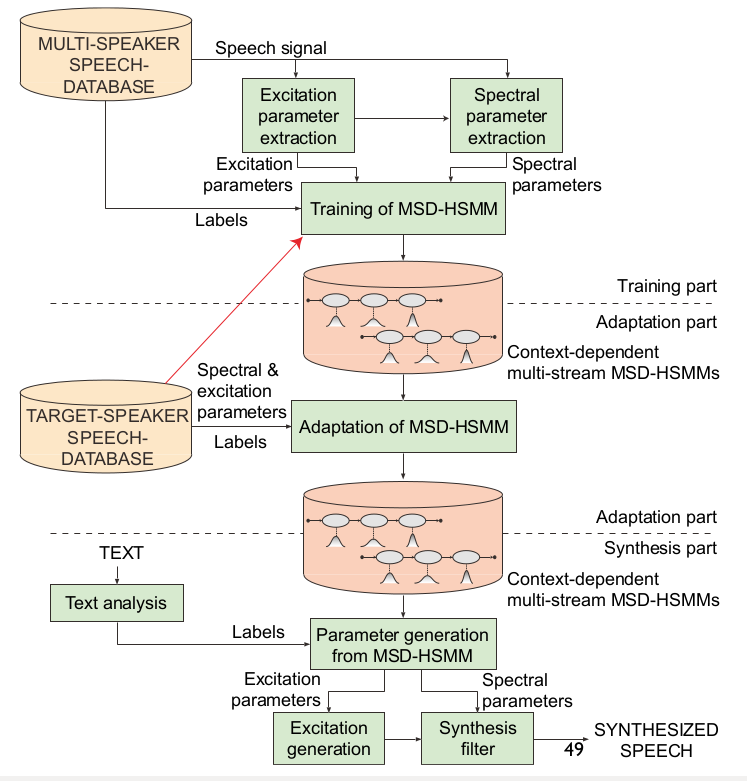 MULTI-SPEAKER
SPEECH-
DATABASE
Speech signal
Excitation
parameter
extraction
Spectral
parameter
extraction
Excitation
parameters
Spectral
parameters
Labels
Training of MSD-HSMM
Training part
Adaptation part
Context-dependent
multi-stream MSD-HSMMs
Spectral &
excitation
parameters
Labels
TARGET-SPEAKER
SPEECH-
DATABASE
Adaptation of MSD-HSMM
Adaptation part
Synthesis part
Context-dependent
multi-stream MSD-HSMMs
TEXT
Text analysis
Labels
Parameter generation
from MSD-HSMM
Excitation
parameters
Spectral
parameters
Excitation
generation
Synthesis
filter
49
SYNTHESIZED
SPEECH